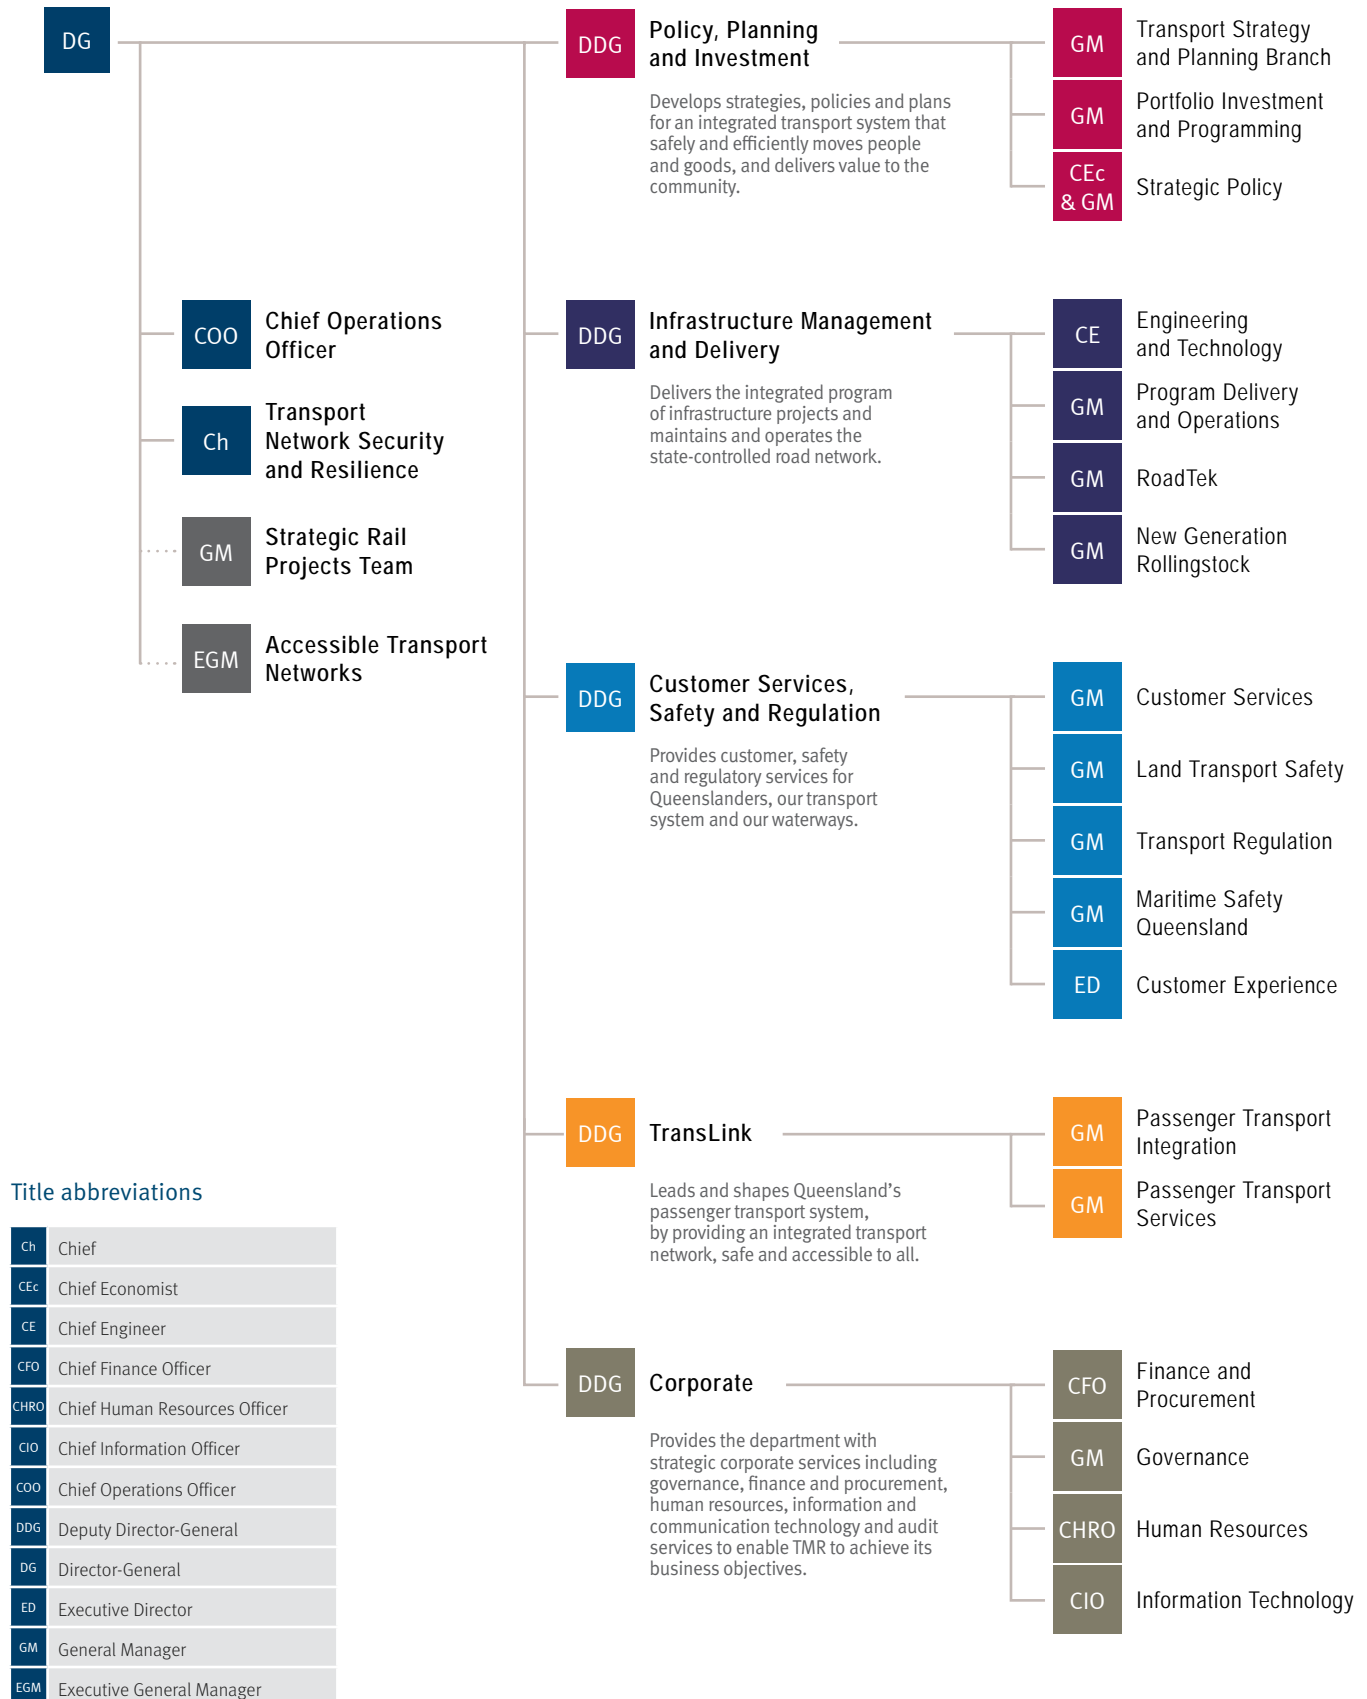 DG
DDG
Policy, Planning
and Investment
Develops strategies, policies and plans
for an integrated transport system that
safely and efficiently moves people
and goods, and delivers value to the
community.
GM
Transport Strategy
and Planning Branch
GM
Portfolio Investment
and Programming
CEc
& GM
Strategic Policy
COO
Chief Operations
Officer
Ch
Transport
Network Security
and Resilience
GM
Strategic Rail
Projects Team
EGM
Accessible Transport
Networks
DDG
Infrastructure Management
and Delivery
Delivers the integrated program
of infrastructure projects and
maintains and operates the
state-controlled road network.
CE
Engineering
and Technology
GM
Program Delivery
and Operations
GM
RoadTek
GM
New Generation
Rollingstock
DDG
Customer Services,
Safety and Regulation
Provides customer, safety
and regulatory services for
Queenslanders, our transport
system and our waterways.
GM
Customer Services
GM
Land Transport Safety
GM
Transport Regulation
GM
Maritime Safety
Queensland
ED
Customer Experience
DDG
TransLink
Leads and shapes Queensland's
passenger transport system,
by providing an integrated transport
network, safe and accessible to all.
GM
Passenger Transport
Integration
GM
Passenger Transport
Services
DDG
Corporate
Provides the department with
strategic corporate services including
governance, finance and procurement,
human resources, information and
communication technology and audit
services to enable TMR to achieve its
business objectives.
CFO
Finance and
Procurement
GM
Governance
CHRO
Human Resources
CIO
Information Technology
Title abbreviations
Ch Chief
CEc Chief Economist
CE Chief Engineer
CFO Chief Finance Officer
CHRO Chief Human Resources Officer
CIO Chief Information Officer
COO Chief Operations Officer
DDG Deputy Director-General
DG Director-General
ED Executive Director
GM General Manager
EGM Executive General Manager